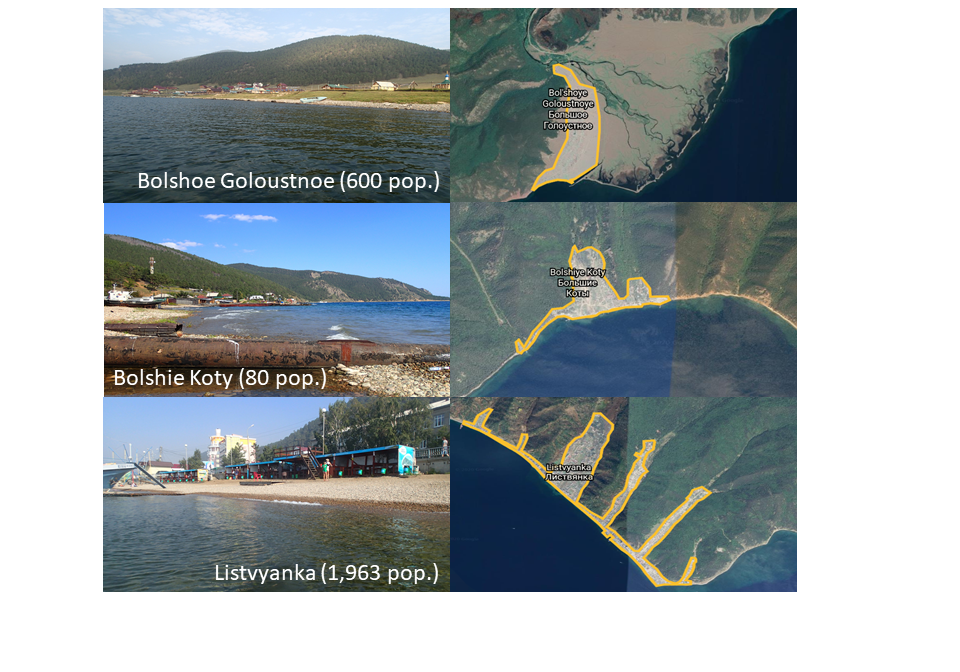 Bolshoe Goloustnoe (600 pop.)
Bol'shoye
Goloustnoye
Большое
Голоустное
Bolshie Koty (80 pop.)
Bolshiye Koty
Большие
Коты
Listvyanka (1,963 pop.)
Listvyanka
Листвянка